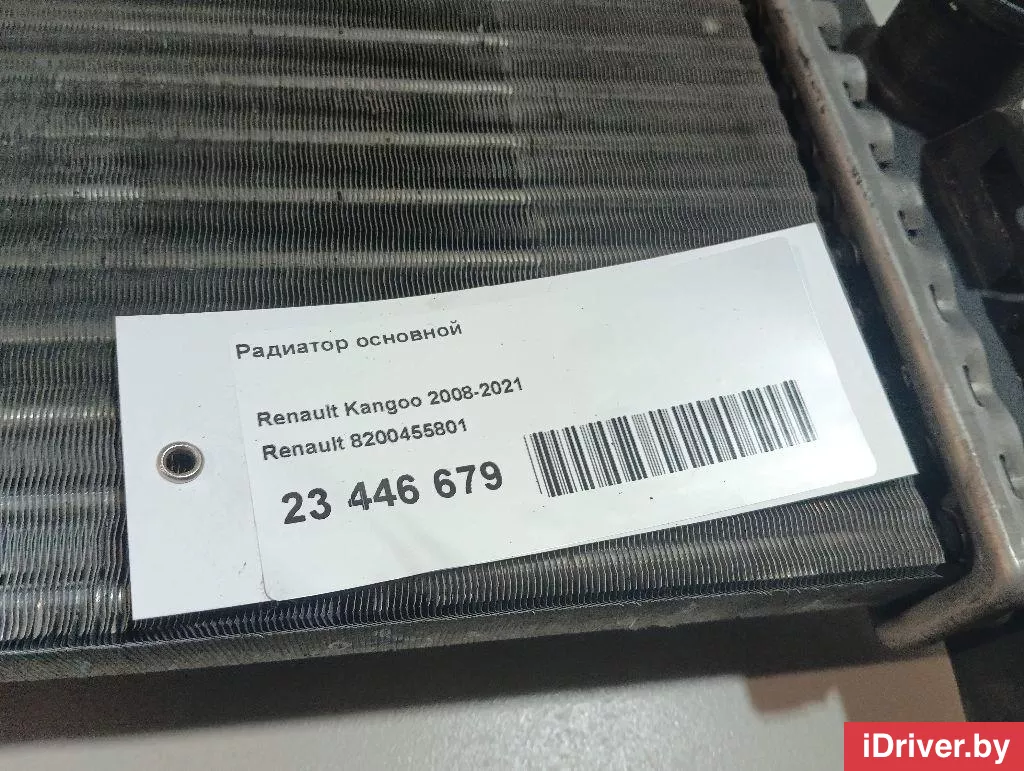 Радиатор основной
Renault Kangoo 2008-2021
Renault 8200455801
23 446 679
iDriver.by